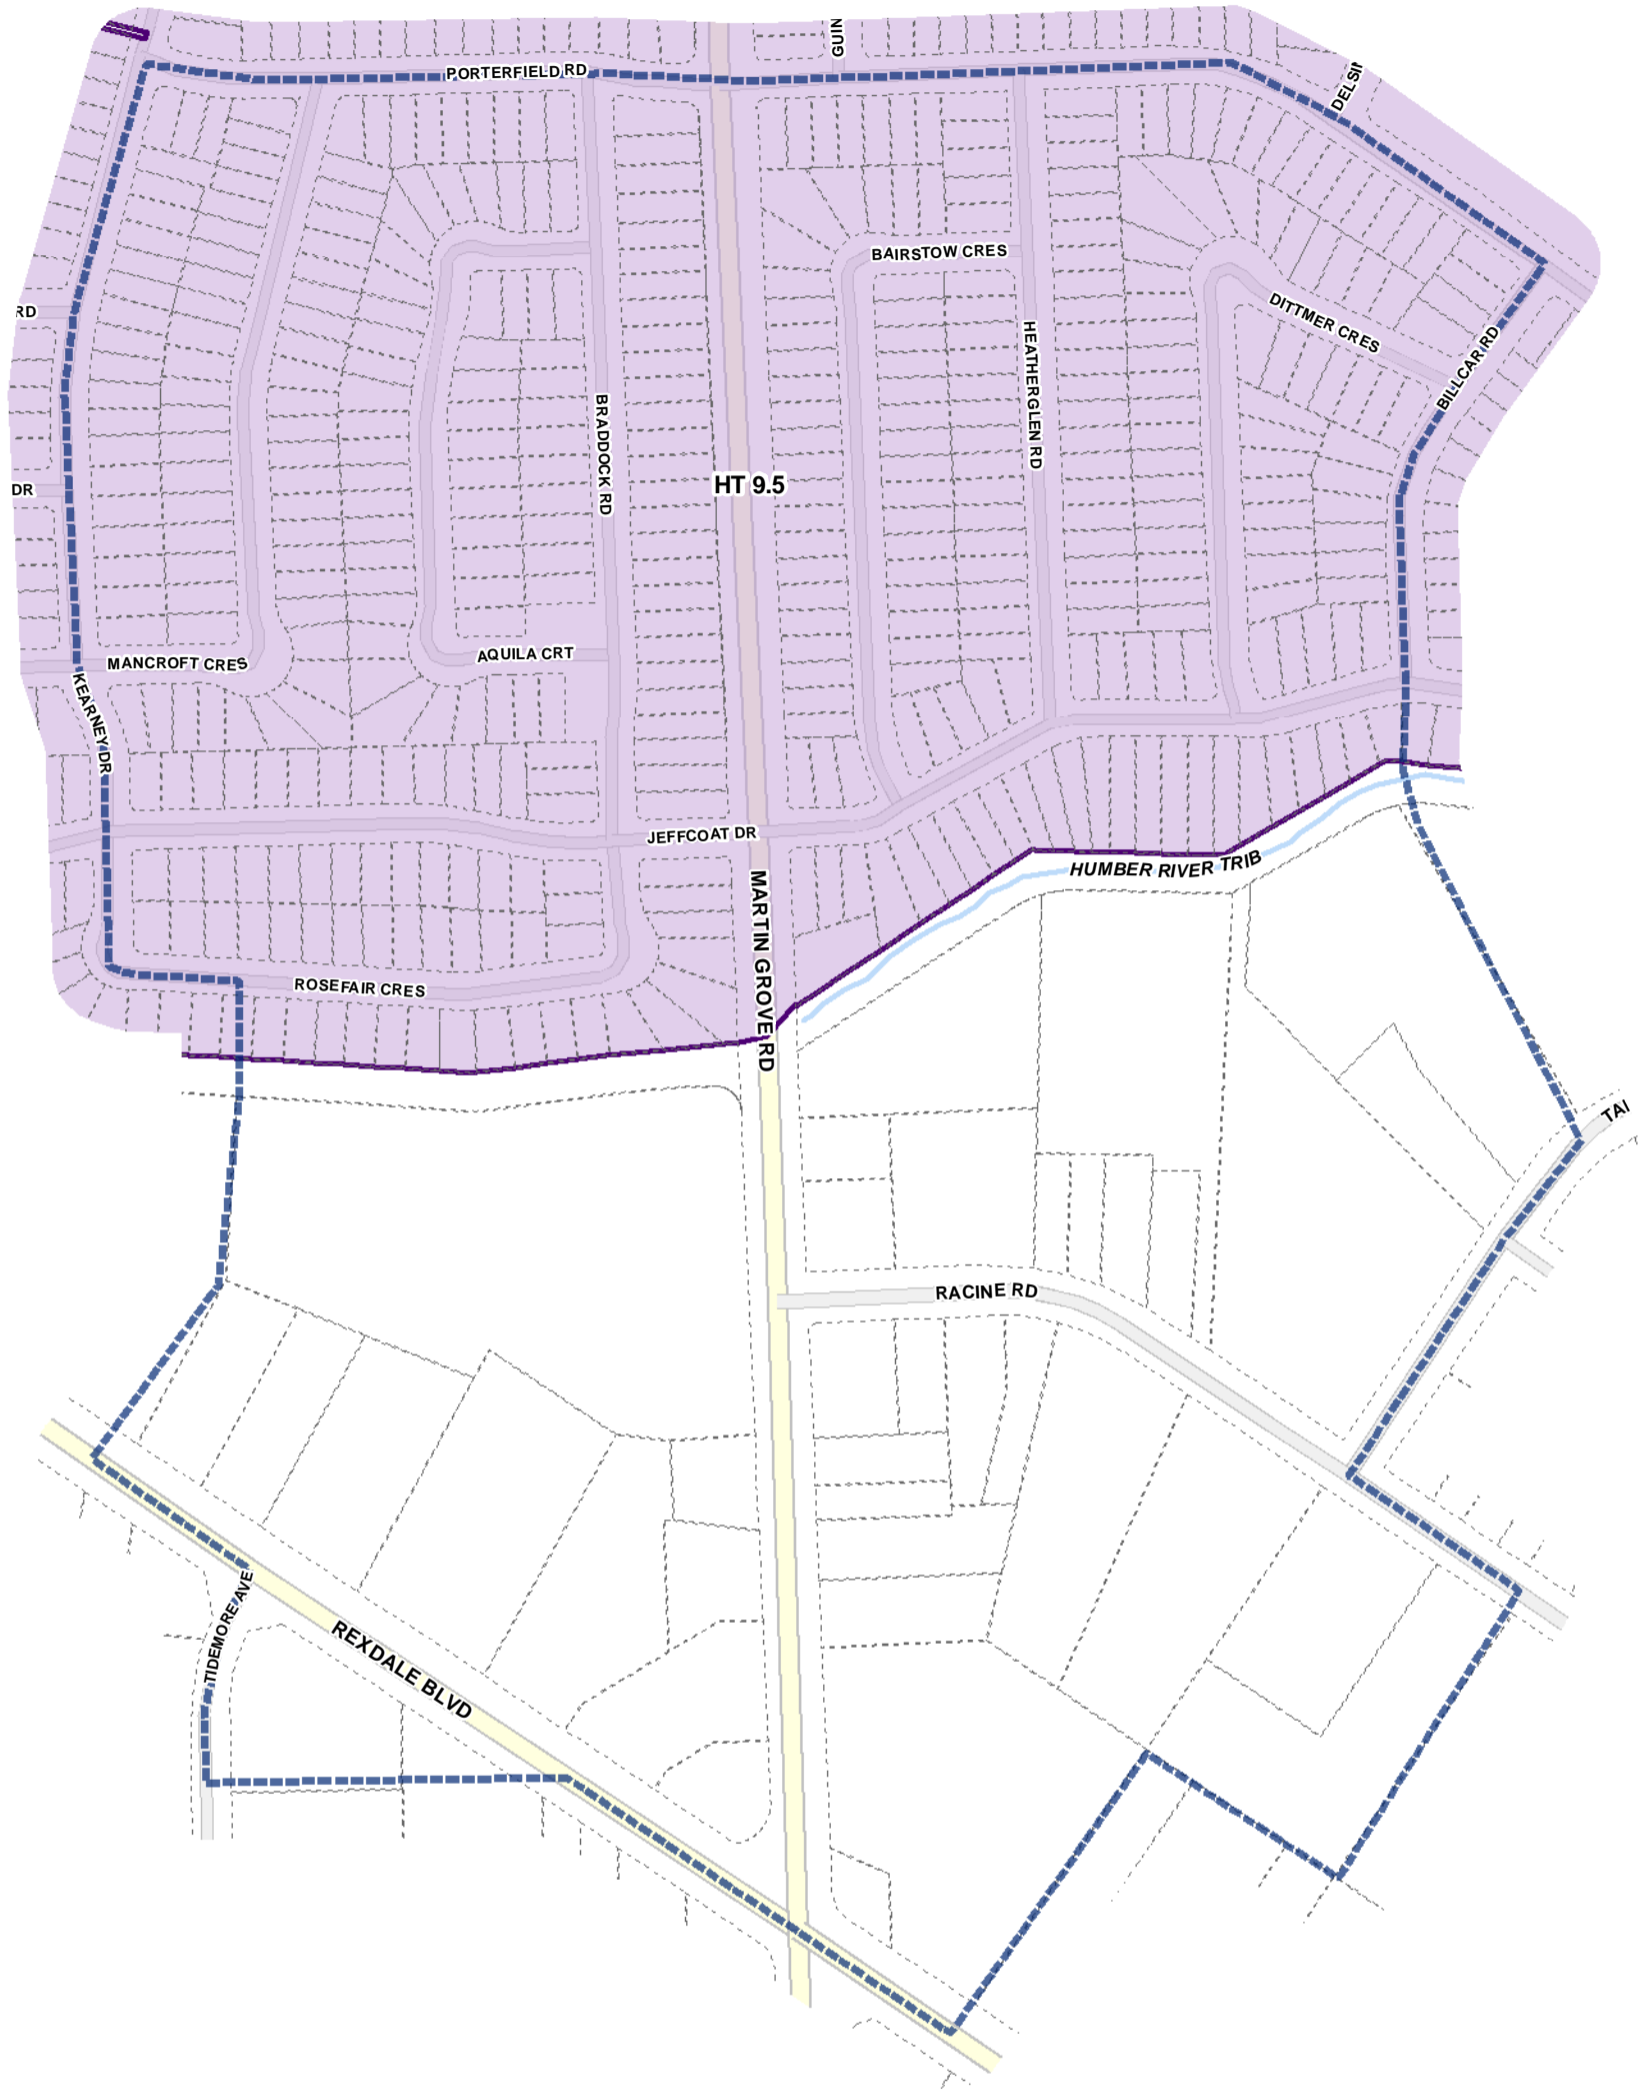 GUIN
PORTERFIELD RD
DELSIN
BAIRSTOW CRES
RD
DITTMER CRES
HEATHERGLEN RD
BILLCAR RD
BRADDOCK RD
HT 9.5
DR
MANCROFT CRES
AQUILA CRT
KEARNEY DR
JEFFCOAT DR
HUMBER RIVER TRIB
MARTIN GROVE RD
ROSEFAIR CRES
TAI
RACINE RD
TIDEMORE AVE
REXDALE BLVD